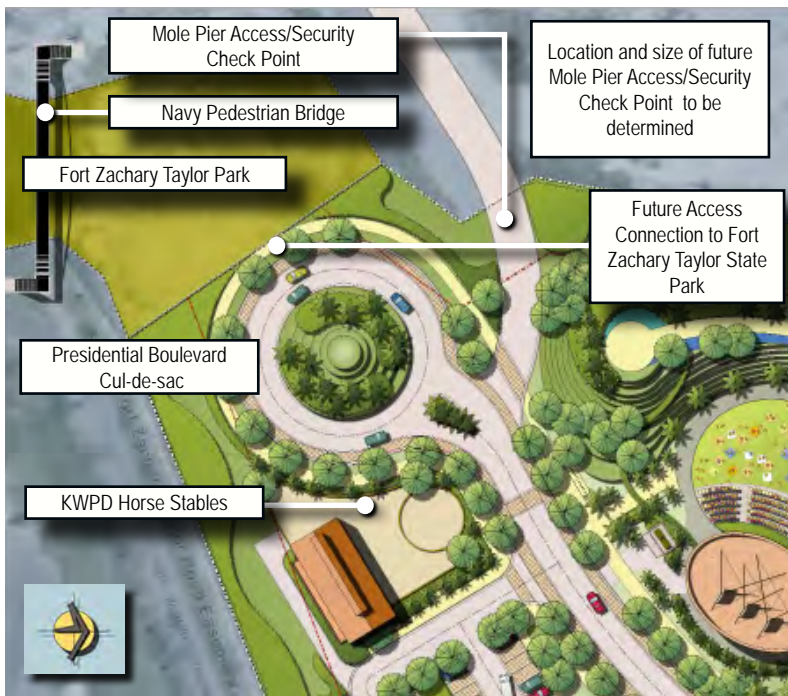 Mole Pier Access/Security
Check Point
Location and size of future
Mole Pier Access/Security
Check Point to be
determined
Navy Pedestrian Bridge
Fort Zachary Taylor Park
Future Access
Connection to Fort
Zachary Taylor State
Park
Presidential Boulevard
Cul-de-sac
KWPD Horse Stables